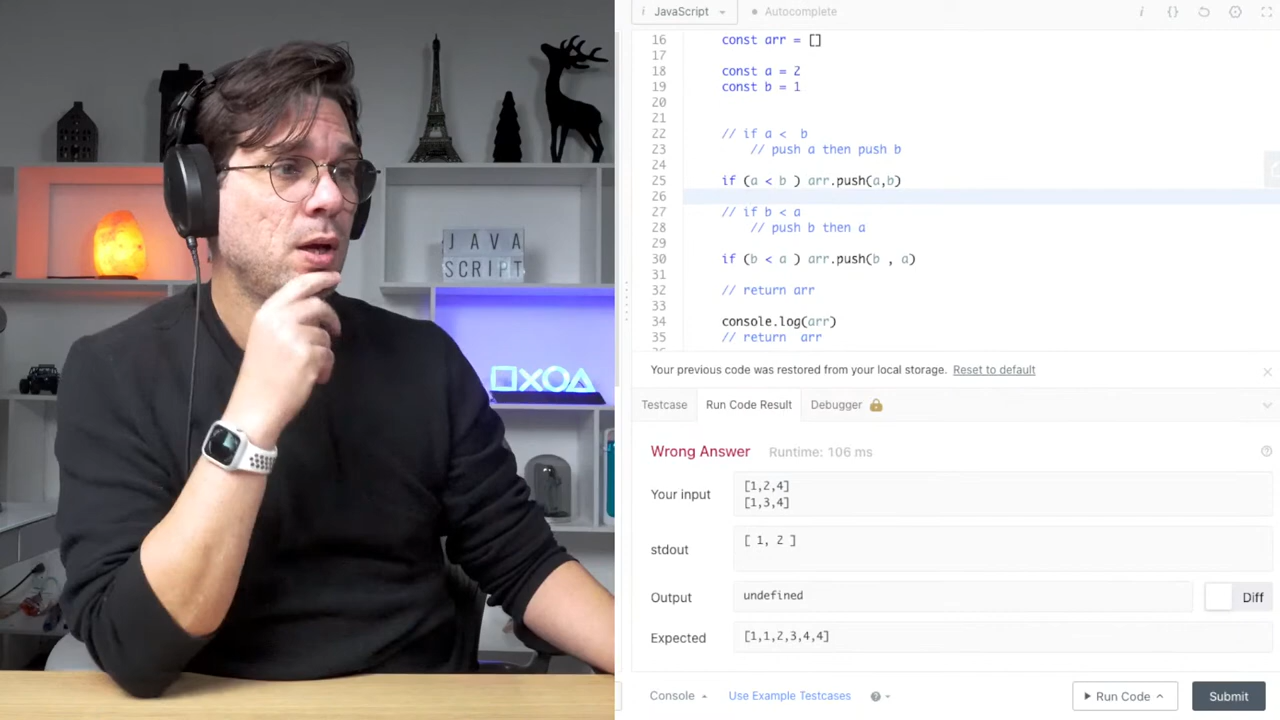 JAVA
SCRIPT
i JavaScript
Autocomplete
i {}
16 const arr = []
17
18 const a = 2
19 const b = 1
20
21
22 // if a <  b
23 // push a then push b
24
25 if (a < b ) arr.push(a,b)
26
27 // if b < a
28 // push b then a
29
30 if (b < a ) arr.push(b , a)
31
32 // return arr
33
34 console.log(arr)
35 // return  arr
Your previous code was restored from your local storage. Reset to default
Testcase Run Code Result Debugger
Wrong Answer Runtime: 106 ms
Your input
[1,2,4]
[1,3,4]
stdout
[ 1, 2 ]
Output
undefined
Diff
Expected
[1,1,2,3,4,4]
Console Use Example Testcases ? Run Code Submit